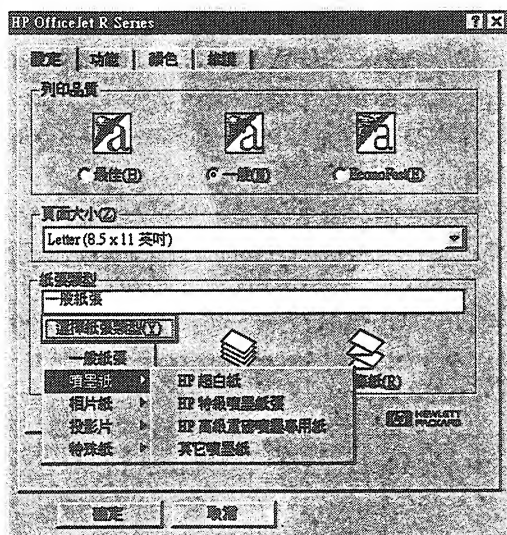 HP OfficeJet R Series
設定 功能 顏色 維護
列印品質
最佳(B) 一般(N) EconoFast(E)
頁面大小(Z)
Letter (8.5 x 11 英吋)
紙張類型
一般紙張
選擇紙張類型(Y)
一般紙張
噴墨紙
相片紙
投影片
特殊紙
HP 超白紙
HP 特級噴墨紙張
HP 高級重磅噴墨專用紙
其它噴墨紙
紙(R)
HEWLETT
PACKARD
確定 取消